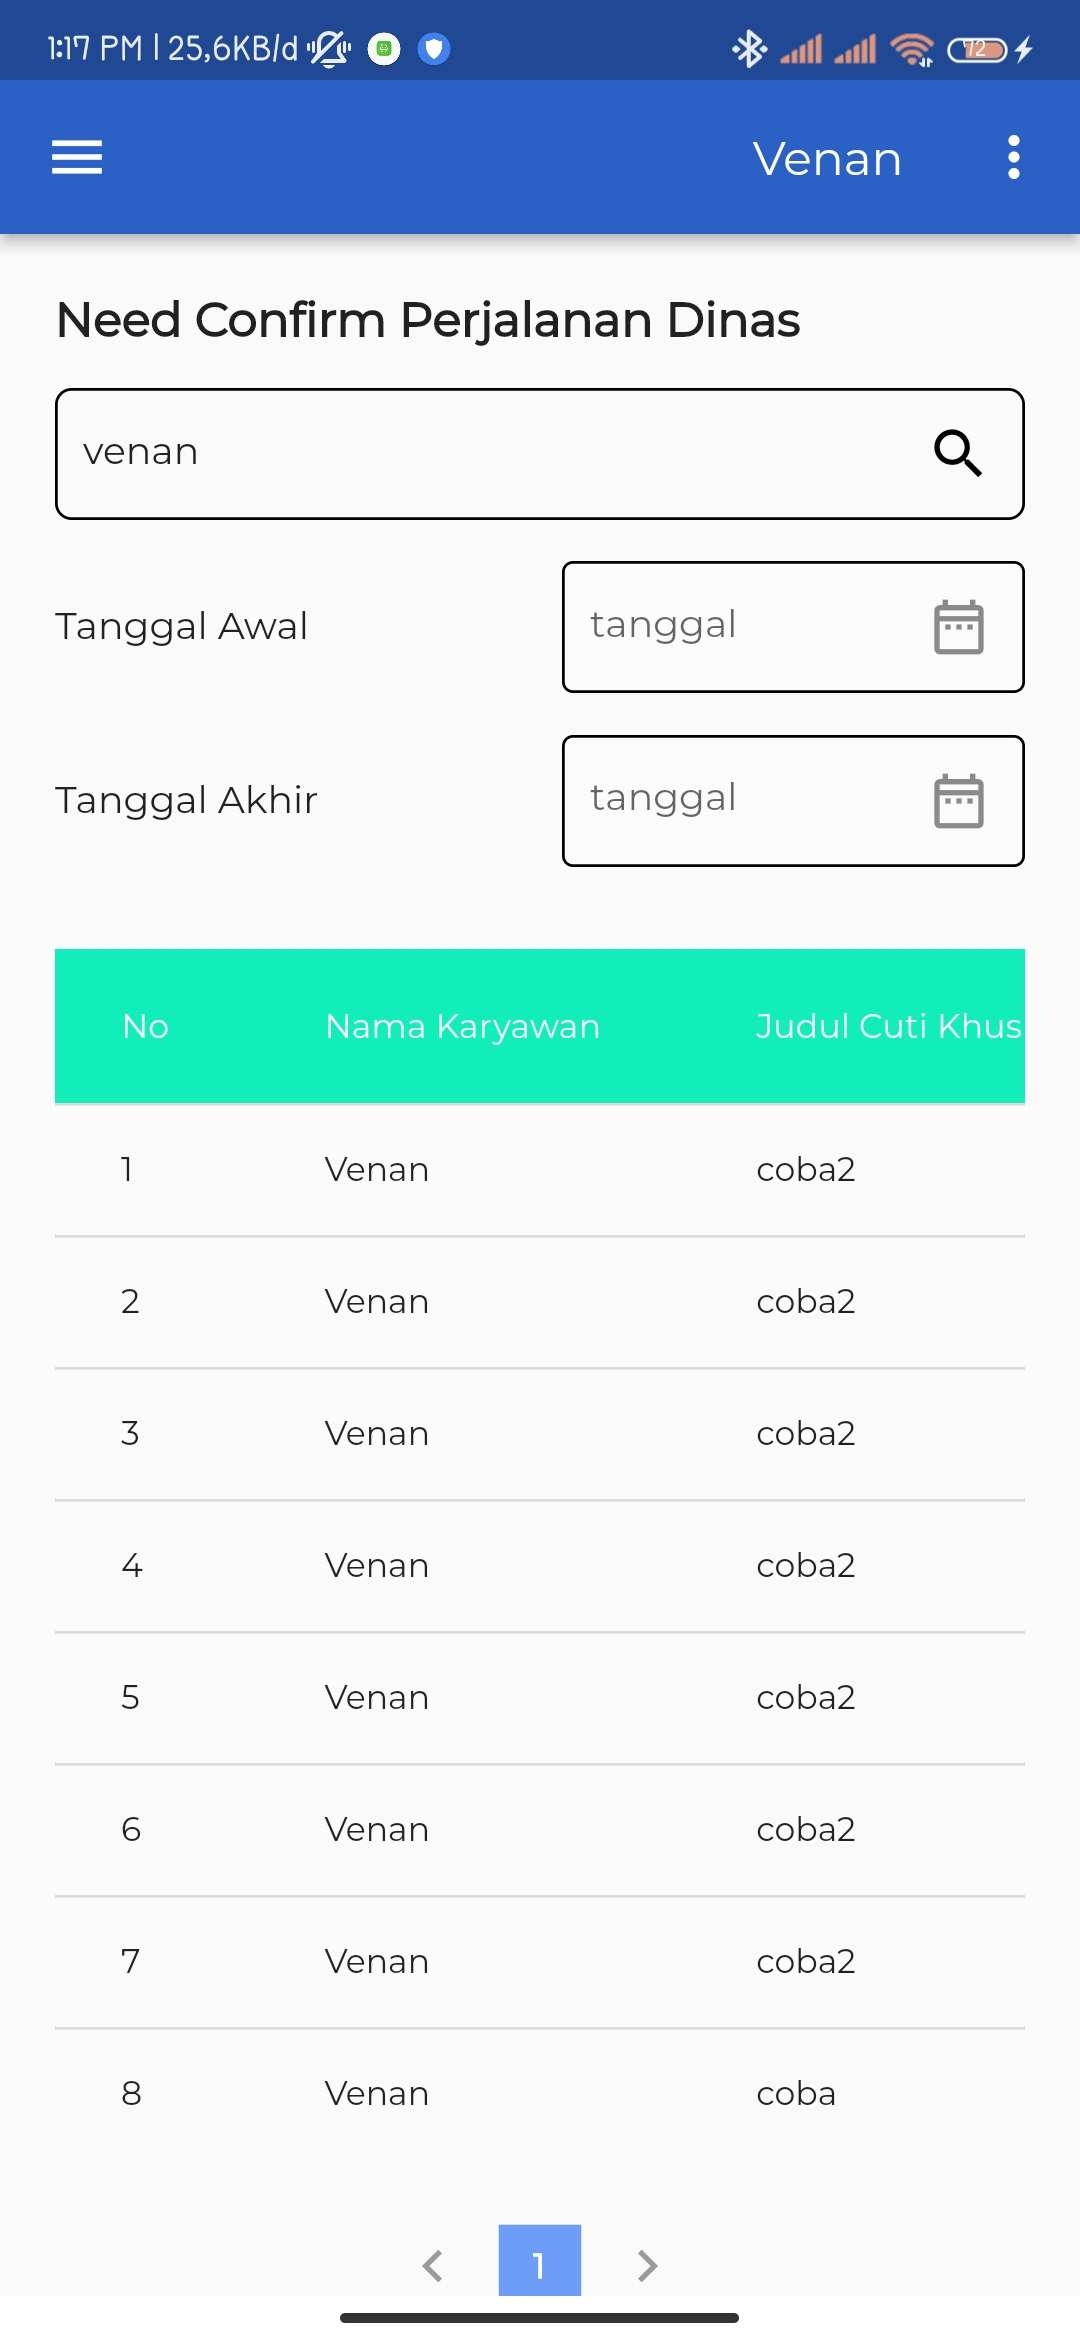 1:17 PM | 25,6KB/d
72
Venan
Need Confirm Perjalanan Dinas
venan
Tanggal Awal tanggal
Tanggal Akhir tanggal
No Nama Karyawan Judul Cuti Khus
1 Venan coba2
2 Venan coba2
3 Venan coba2
4 Venan coba2
5 Venan coba2
6 Venan coba2
7 Venan coba2
8 Venan coba
1